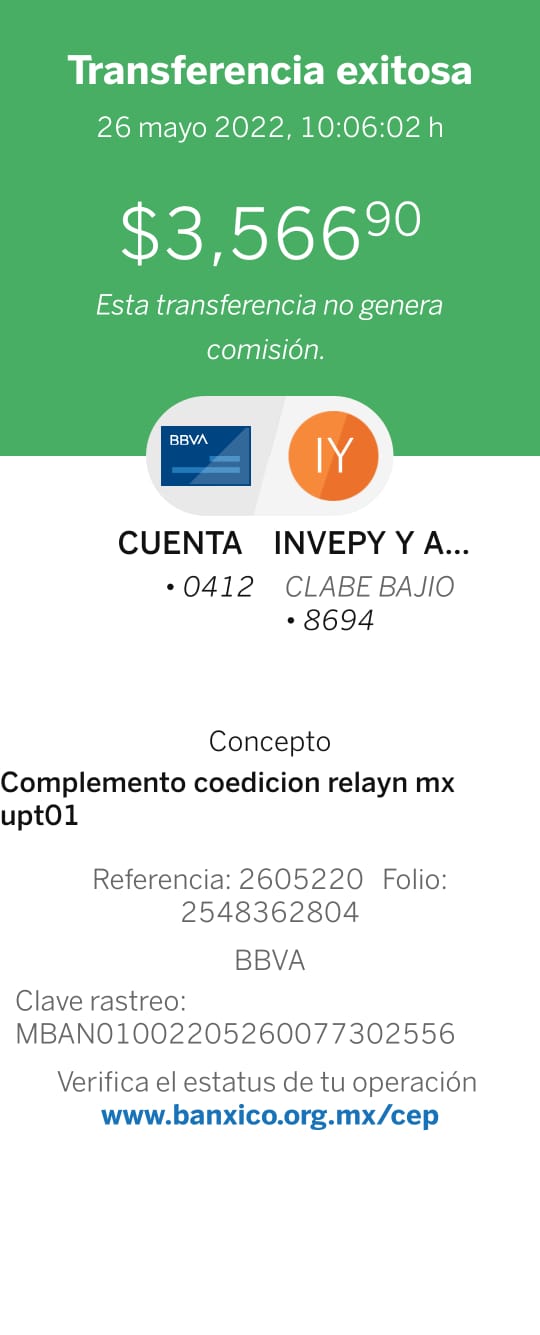 Transferencia exitosa
26 mayo 2022, 10:06:02 h
$3,566⁹⁰
Esta transferencia no genera
comisión.
BBVA
IY
CUENTA
• 0412
INVEPY Y A...
CLABE BAJIO
• 8694
Concepto
Complemento coedicion relayn mx
upt01
Referencia: 2605220 Folio:
2548362804
BBVA
Clave rastreo:
MBAN01002205260077302556
Verifica el estatus de tu operación
www.banxico.org.mx/cep